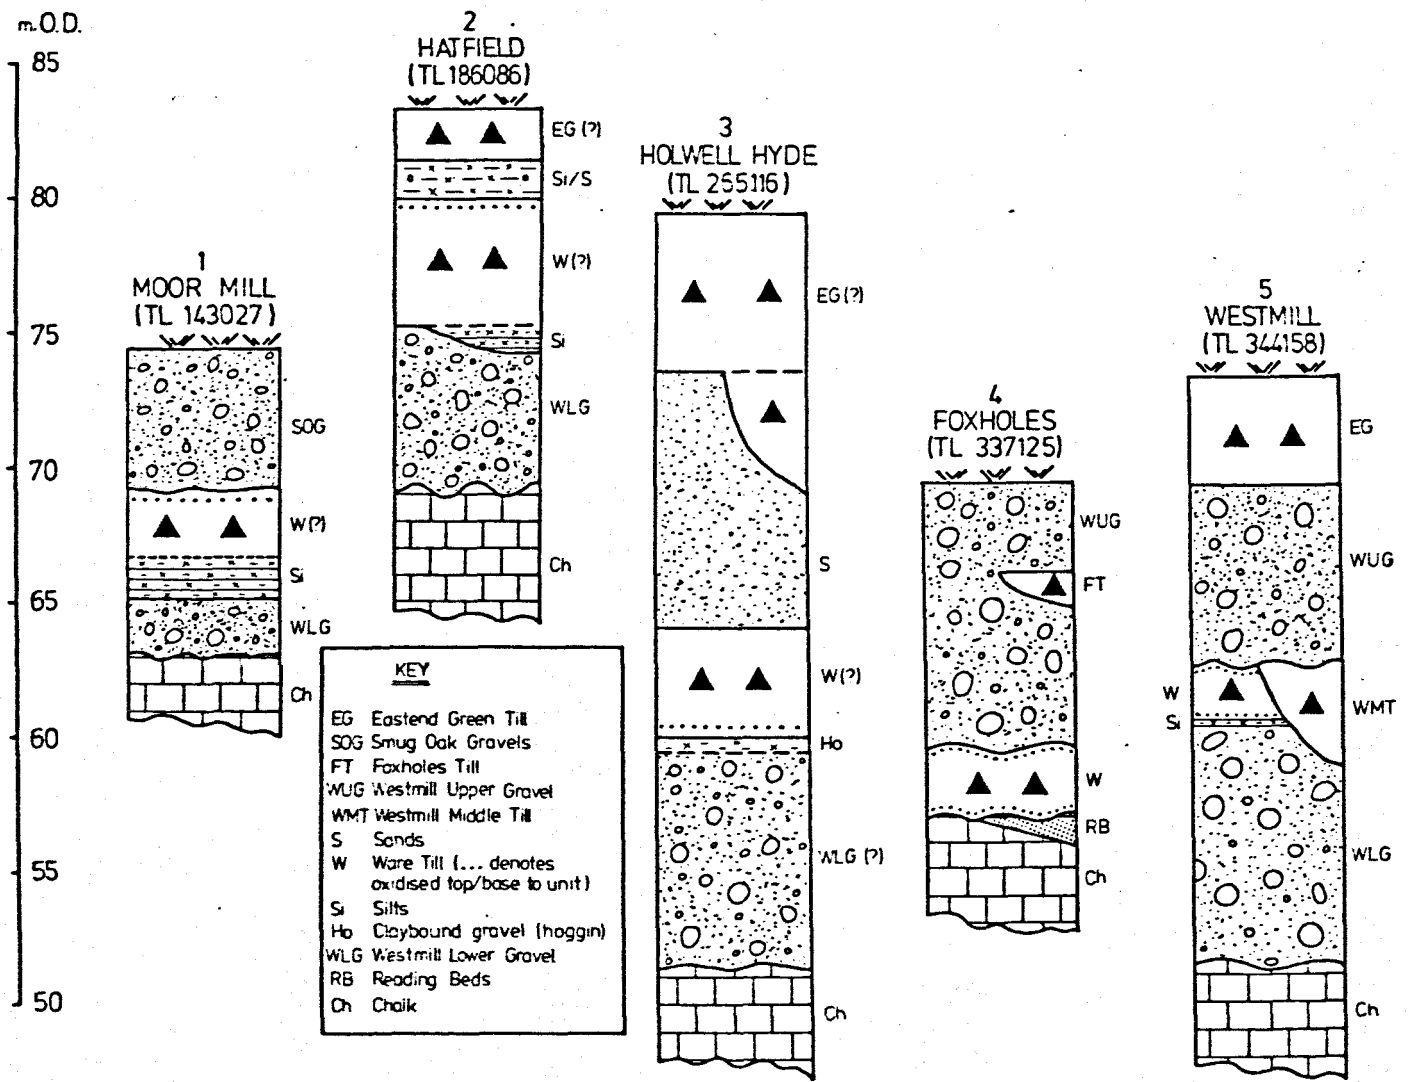 m.O.D.
85
80
75
70
65
60
55
50
1
MOOR MILL
(TL 143027)
SOG
W(?)
Si
WLG
Ch
2
HATFIELD
(TL 186086)
EG (?)
Si/S
W(?)
Si
WLG
Ch
3
HOLWELL HYDE
(TL 255116)
EG(?)
S
W(?)
Ho
WLG (?)
Ch
4
FOXHOLES
(TL 337125)
WUG
FT
W
RB
Ch
5
WESTMILL
(TL 344158)
EG
WUG
W
Si
WMT
WLG
Ch
KEY
EG Eastend Green Till
SOG Smug Oak Gravels
FT Foxholes Till
WUG Westmill Upper Gravel
WMT Westmill Middle Till
S Sands
W Ware Till (... denotes
oxidised top/base to unit)
Si Silts
Ho Claybound gravel (hoggin)
WLG Westmill Lower Gravel
RB Reading Beds
Ch Chalk